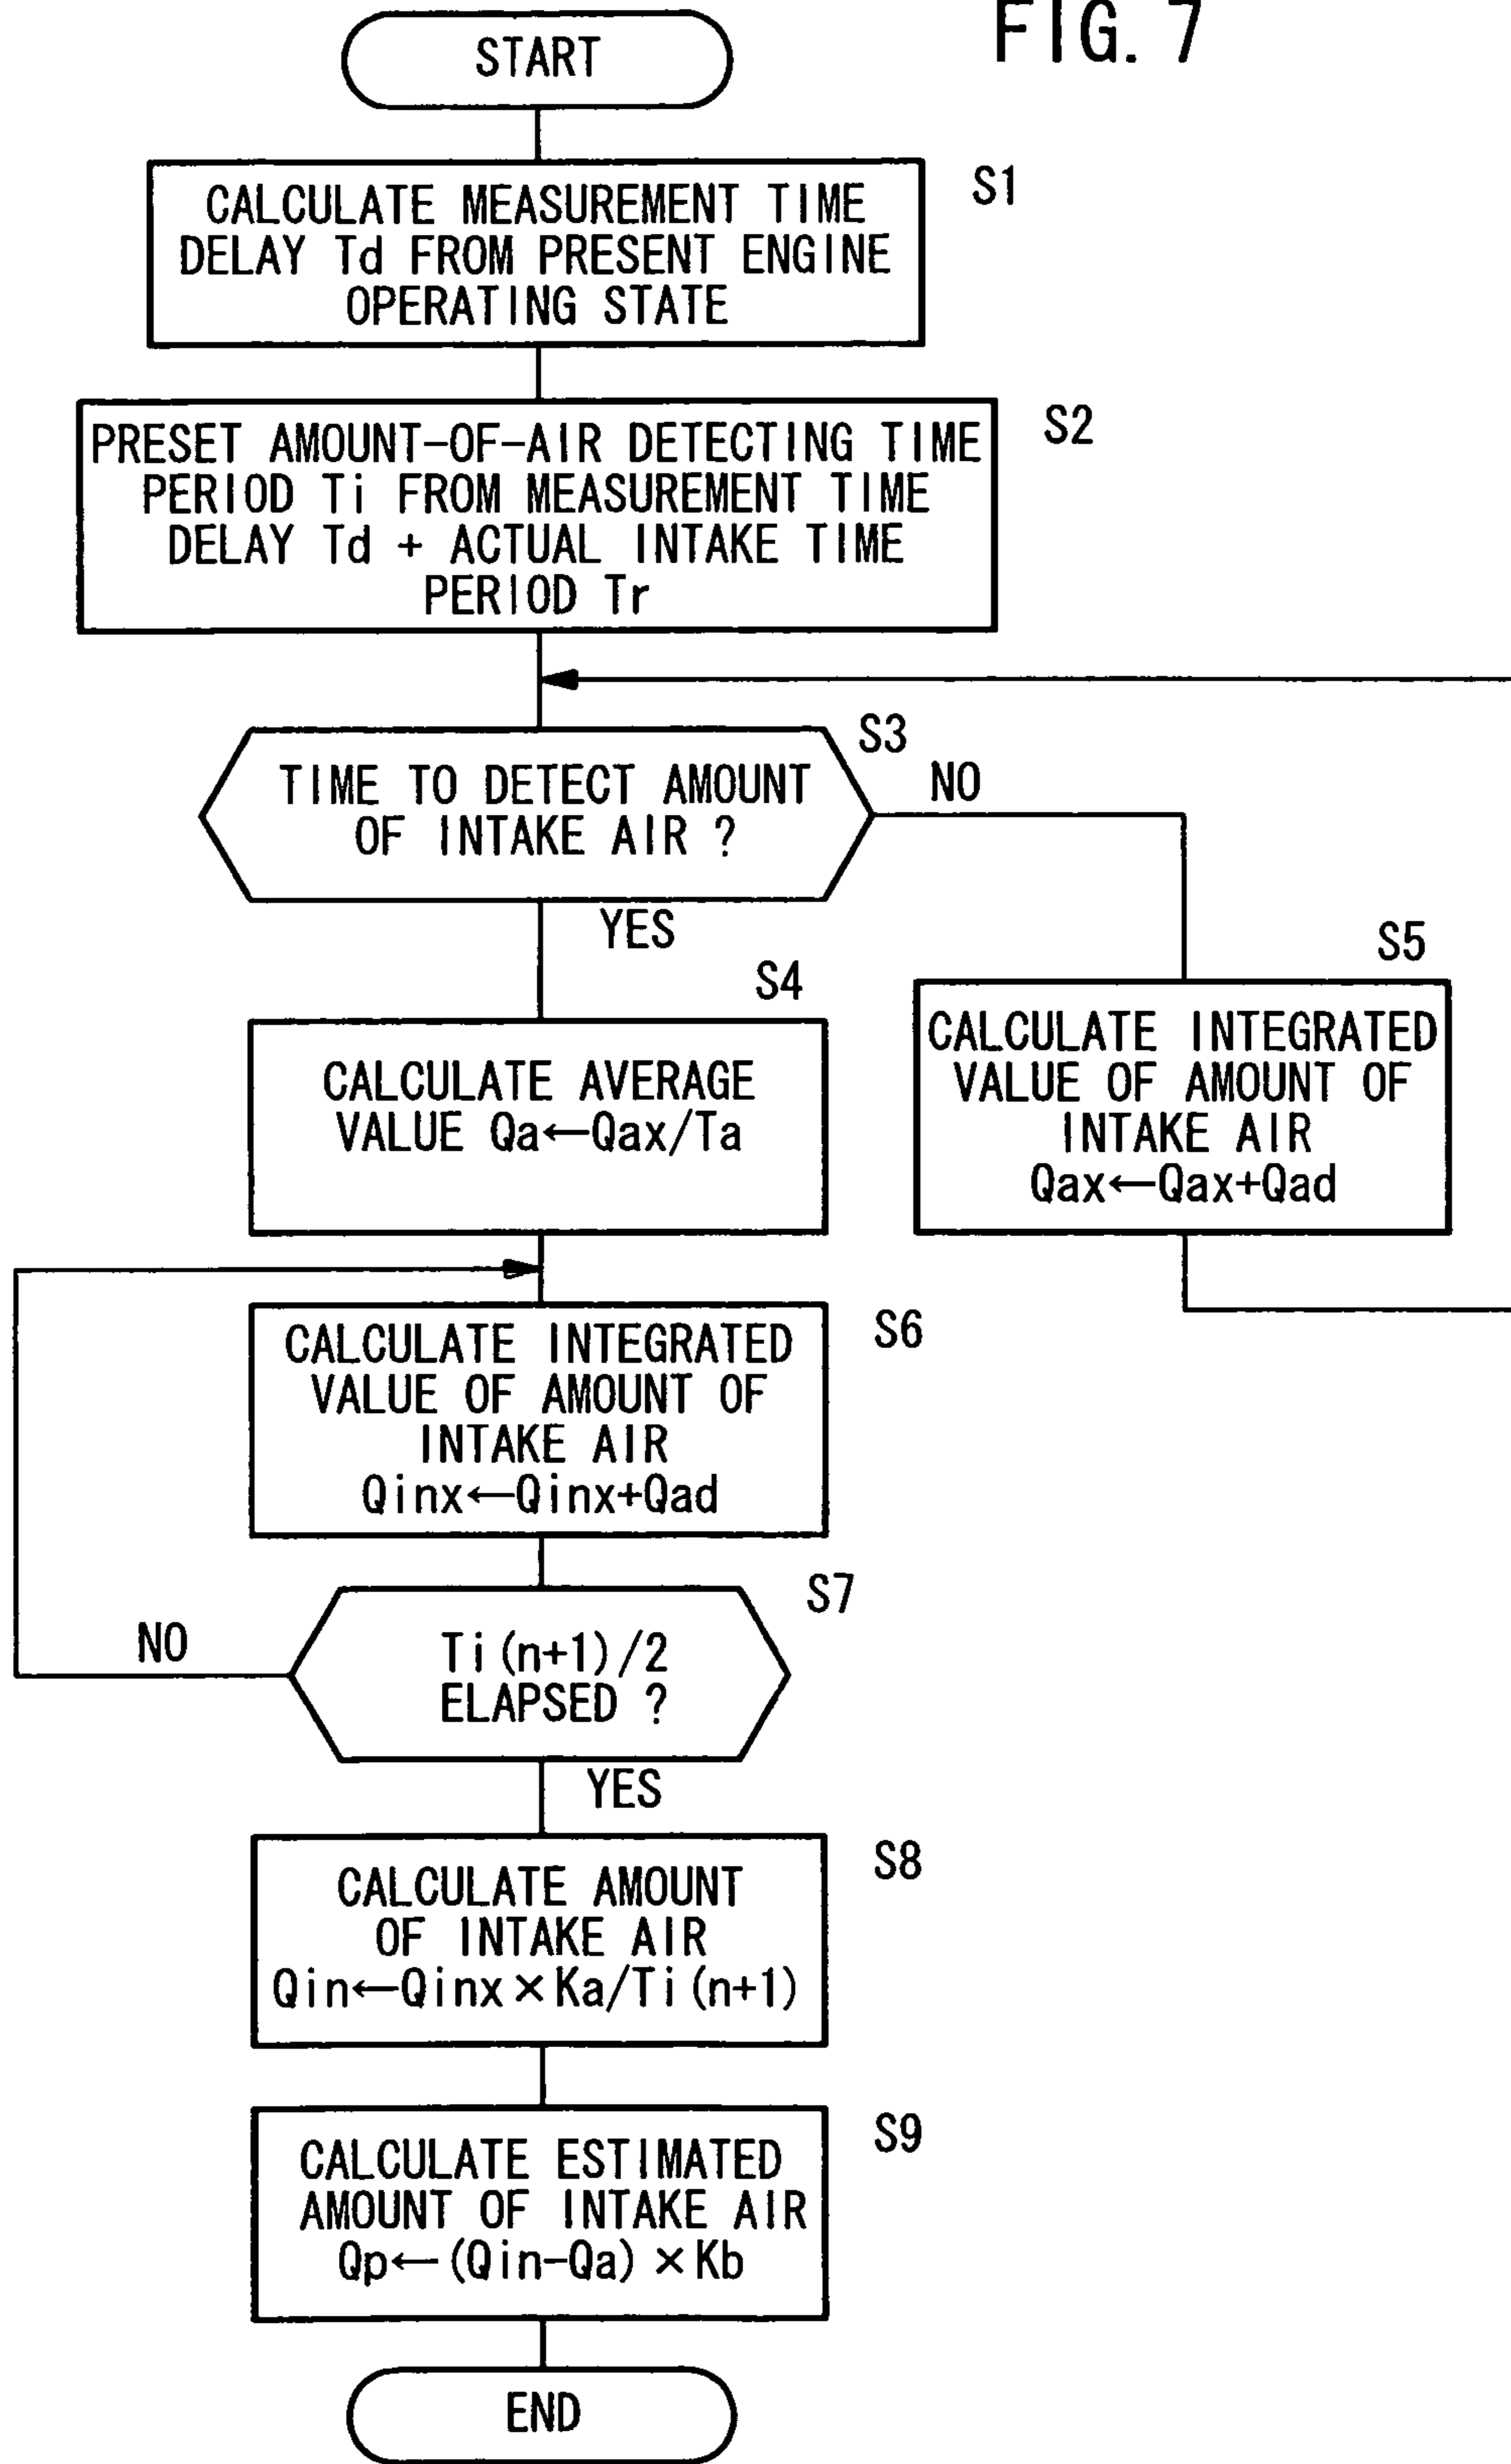 FIG. 7
START
S1
CALCULATE MEASUREMENT TIME
DELAY Td FROM PRESENT ENGINE
OPERATING STATE
S2
PRESET AMOUNT-OF-AIR DETECTING TIME
PERIOD Ti FROM MEASUREMENT TIME
DELAY Td + ACTUAL INTAKE TIME
PERIOD Tr
S3
TIME TO DETECT AMOUNT
OF INTAKE AIR ?
NO
YES
S4
CALCULATE AVERAGE
VALUE Qa←Qax/Ta
S5
CALCULATE INTEGRATED
VALUE OF AMOUNT OF
INTAKE AIR
Qax←Qax+Qad
S6
CALCULATE INTEGRATED
VALUE OF AMOUNT OF
INTAKE AIR
Qinx←Qinx+Qad
S7
Ti(n+1)/2
ELAPSED ?
NO
YES
S8
CALCULATE AMOUNT
OF INTAKE AIR
Qin←Qinx×Ka/Ti(n+1)
S9
CALCULATE ESTIMATED
AMOUNT OF INTAKE AIR
Qp←(Qin-Qa)×Kb
END